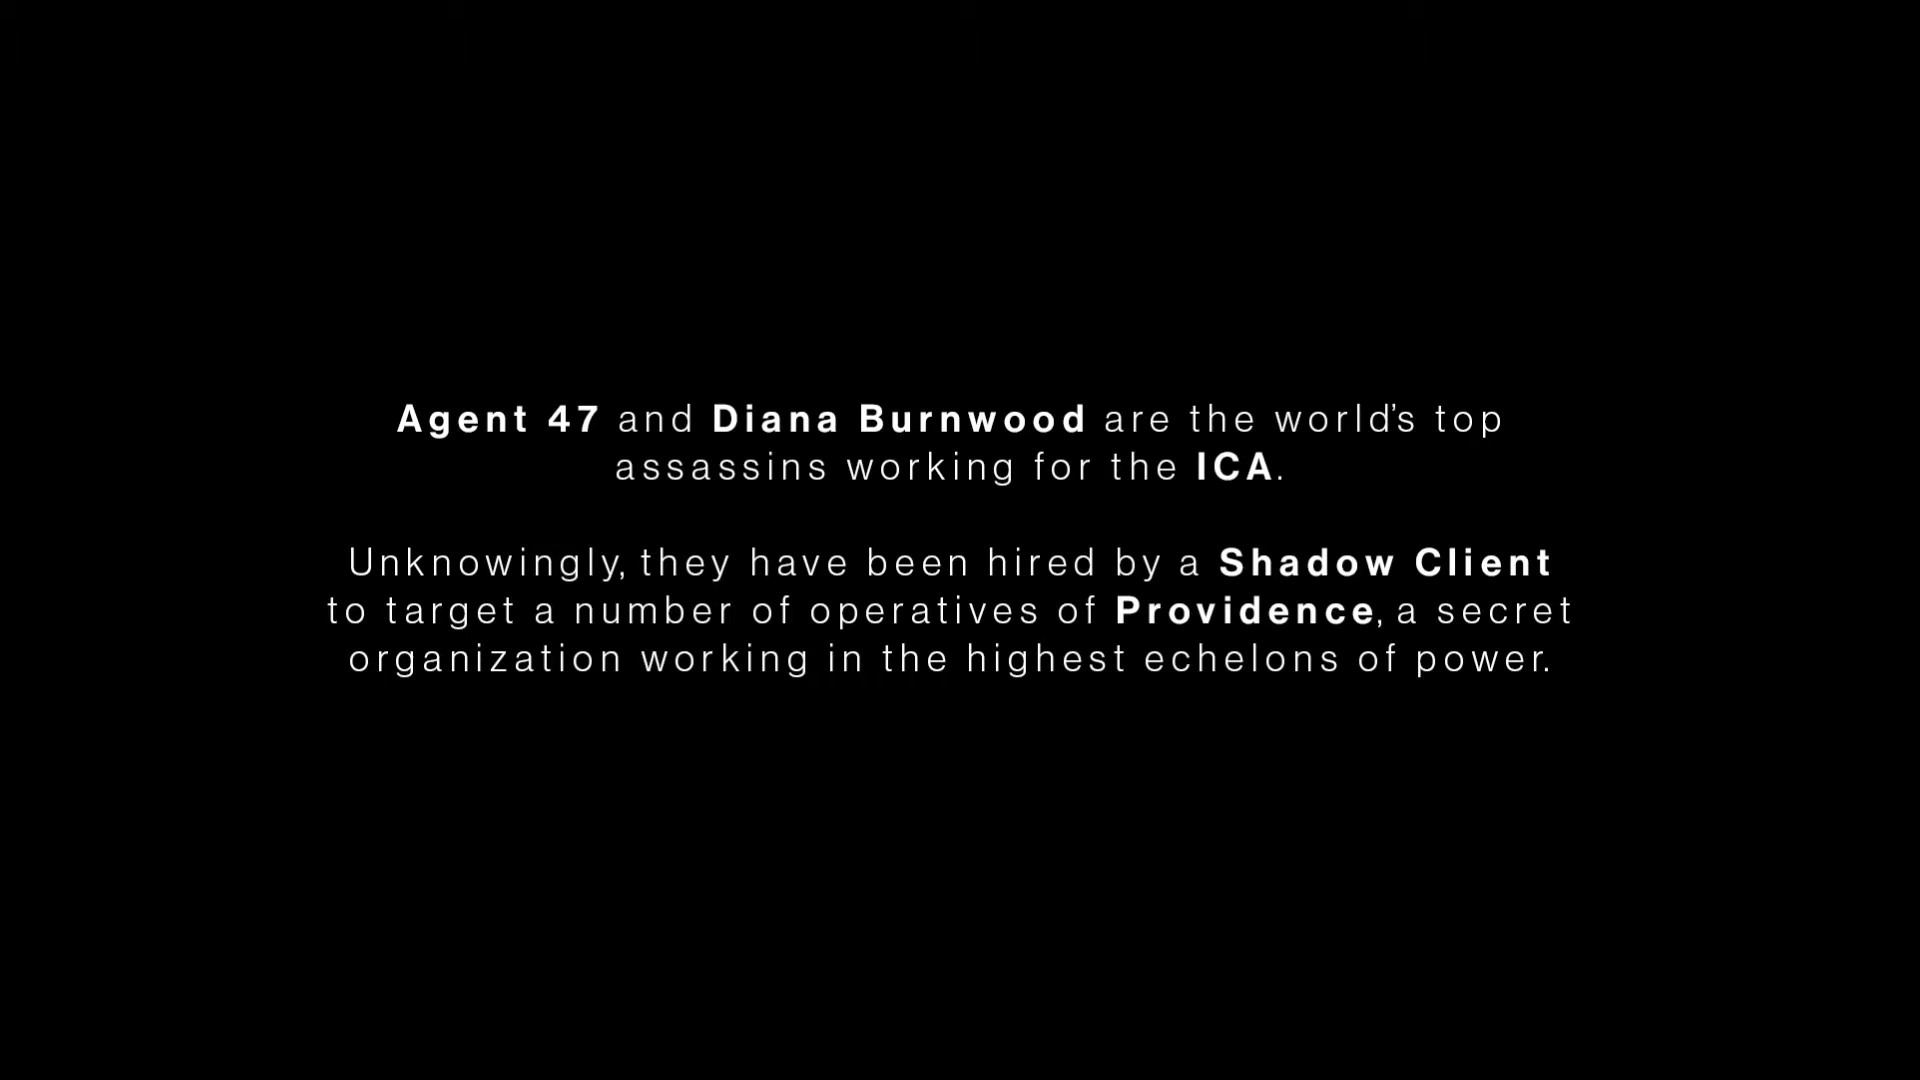 Agent 47 and Diana Burnwood are the world’s top
assassins working for the ICA.
Unknowingly, they have been hired by a Shadow Client
to target a number of operatives of Providence, a secret
organization working in the highest echelons of power.